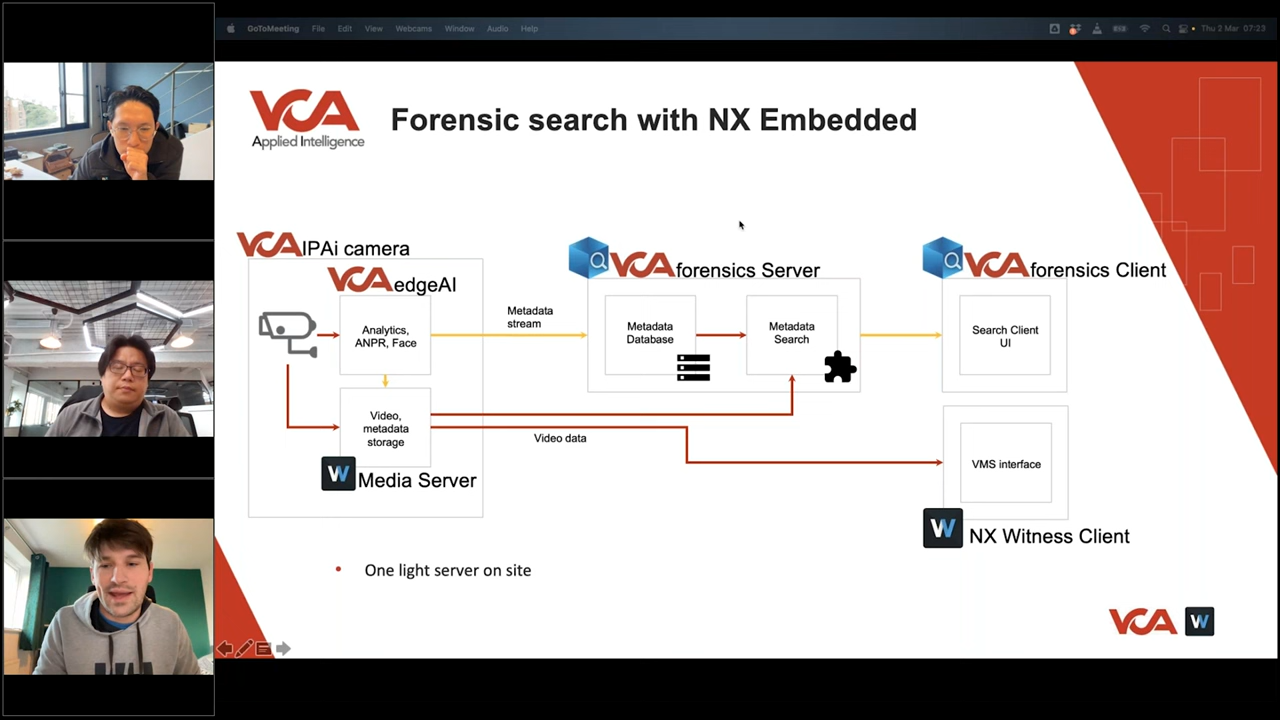 GoToMeeting File Edit View Webcams Window Audio Help
Thu 2 Mar 07:23
VCA
Applied Intelligence
Forensic search with NX Embedded
VCA IPAi camera
VCA edgeAI
Analytics,
ANPR, Face
Video,
metadata
storage
W Media Server
Metadata
stream
Video data
VCA forensics Server
Metadata
Database
Metadata
Search
VCA forensics Client
Search Client
UI
VMS interface
W NX Witness Client
• One light server on site
VCA W